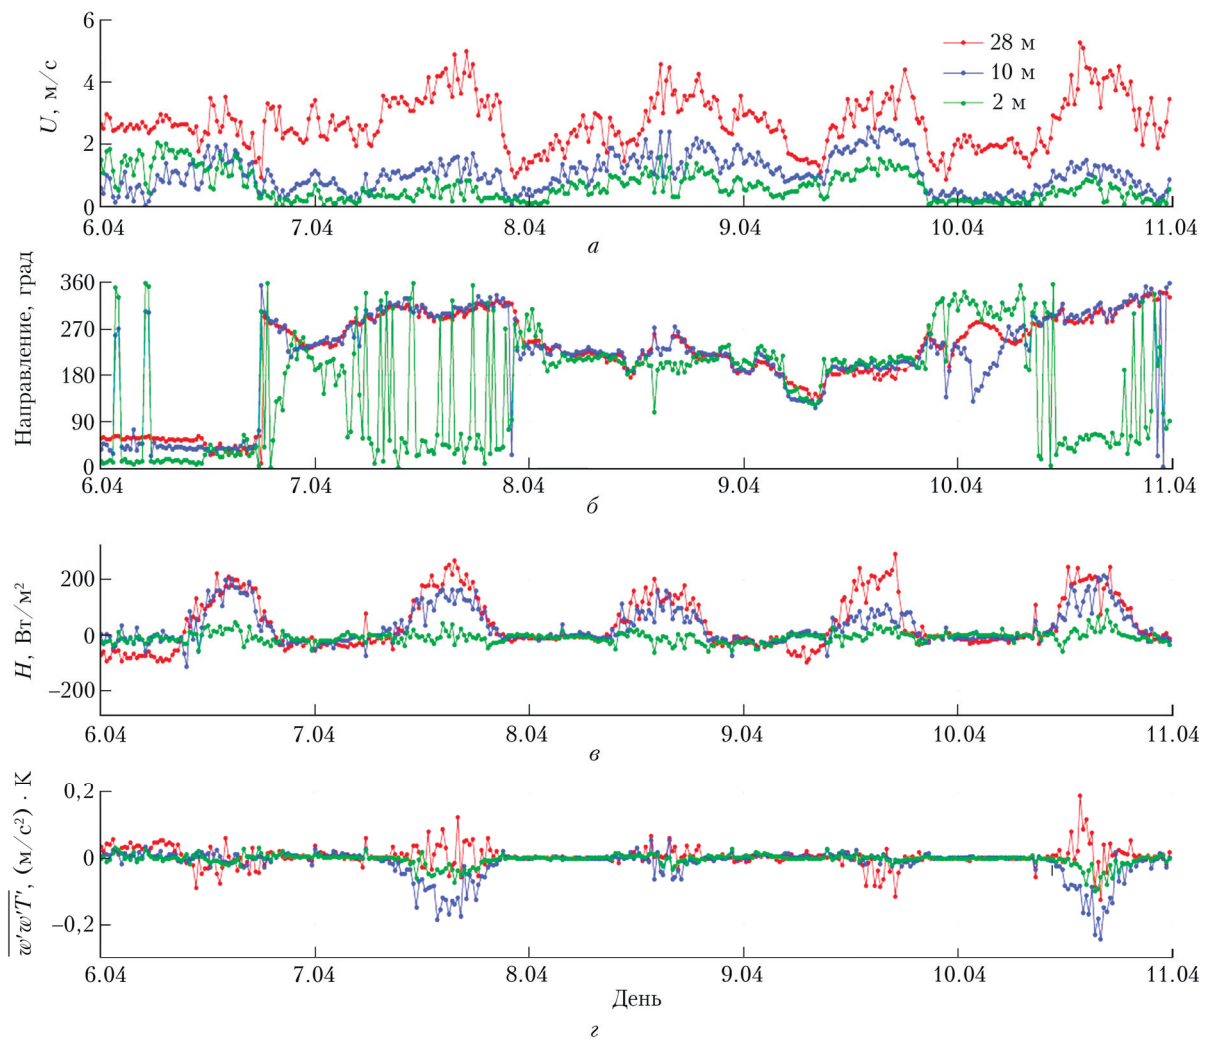 6
4
2
0
U, м/с
28 м
10 м
2 м
6.04 7.04 8.04 9.04 10.04 11.04
а
360
270
180
90
0
Направление, град
6.04 7.04 8.04 9.04 10.04 11.04
б
200
0
–200
H, Вт/м²
6.04 7.04 8.04 9.04 10.04 11.04
в
0,2
0
–0,2
w′w′T′, (м/с²) · К
6.04 7.04 8.04 9.04 10.04 11.04
День
г